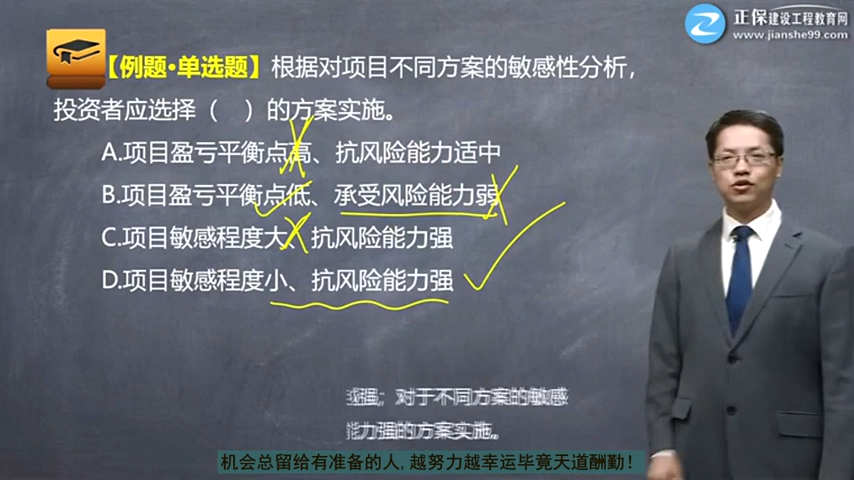 正保建设工程教育网
www.jianshe99.com
【例题·单选题】根据对项目不同方案的敏感性分析，
投资者应选择（ ）的方案实施。
A.项目盈亏平衡点高、抗风险能力适中
B.项目盈亏平衡点低、承受风险能力弱
C.项目敏感程度大、抗风险能力强
D.项目敏感程度小、抗风险能力强
强；对于不同方案的敏感
能力强的方案实施。
机会总留给有准备的人,越努力越幸运毕竟天道酬勤！